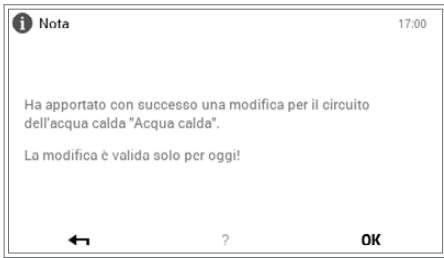 Nota
17:00
Ha apportato con successo una modifica per il circuito
dell'acqua calda "Acqua calda".
La modifica è valida solo per oggi!
?
OK